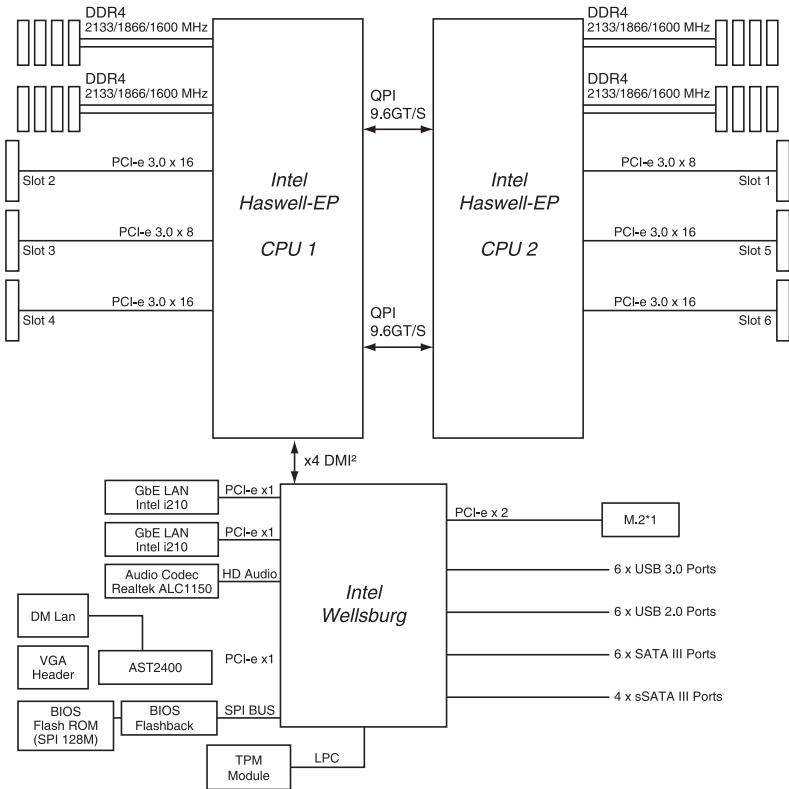 DDR4
2133/1866/1600 MHz
DDR4
2133/1866/1600 MHz
PCI-e 3.0 x 16
Slot 2
PCI-e 3.0 x 8
Slot 3
PCI-e 3.0 x 16
Slot 4
Intel
Haswell-EP
CPU 1
QPI
9.6GT/S
QPI
9.6GT/S
Intel
Haswell-EP
CPU 2
DDR4
2133/1866/1600 MHz
DDR4
2133/1866/1600 MHz
PCI-e 3.0 x 8
Slot 1
PCI-e 3.0 x 16
Slot 5
PCI-e 3.0 x 16
Slot 6
x4 DMI²
GbE LAN
Intel i210
PCI-e x1
GbE LAN
Intel i210
PCI-e x1
Audio Codec
Realtek ALC1150
HD Audio
DM Lan
VGA
Header
AST2400
PCI-e x1
BIOS
Flash ROM
(SPI 128M)
BIOS
Flashback
SPI BUS
TPM
Module
LPC
Intel
Wellsburg
PCI-e x 2
M.2*1
6 x USB 3.0 Ports
6 x USB 2.0 Ports
6 x SATA III Ports
4 x sSATA III Ports